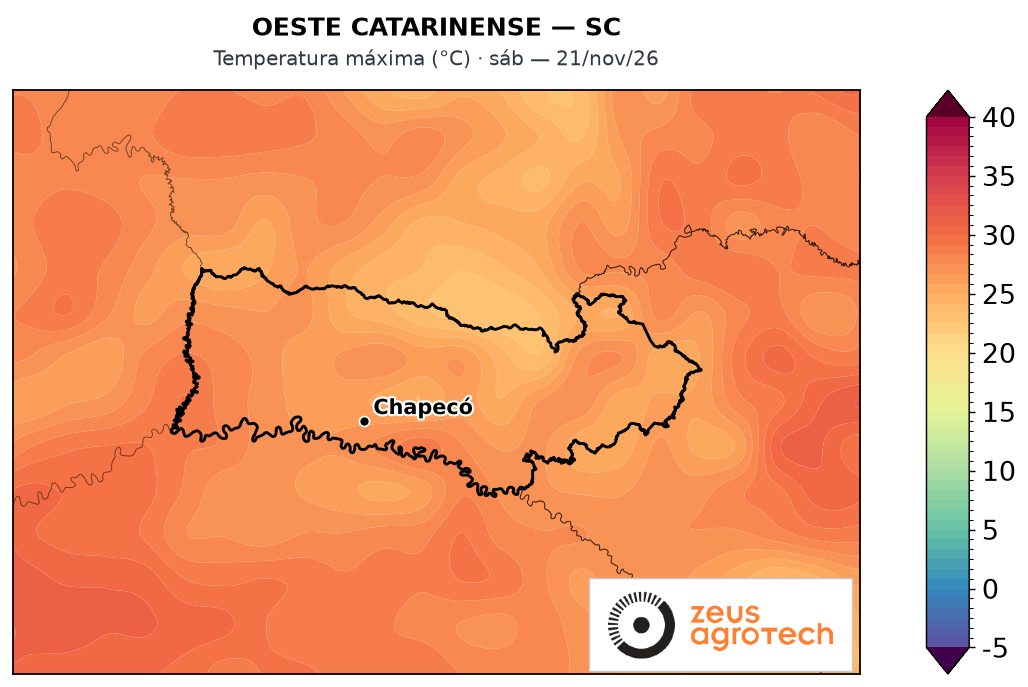 OESTE CATARINENSE — SC
Temperatura máxima (°C) · sáb — 21/nov/26
40
35
30
25
20
15
10
5
0
-5
Chapecó
zeus
agrotech